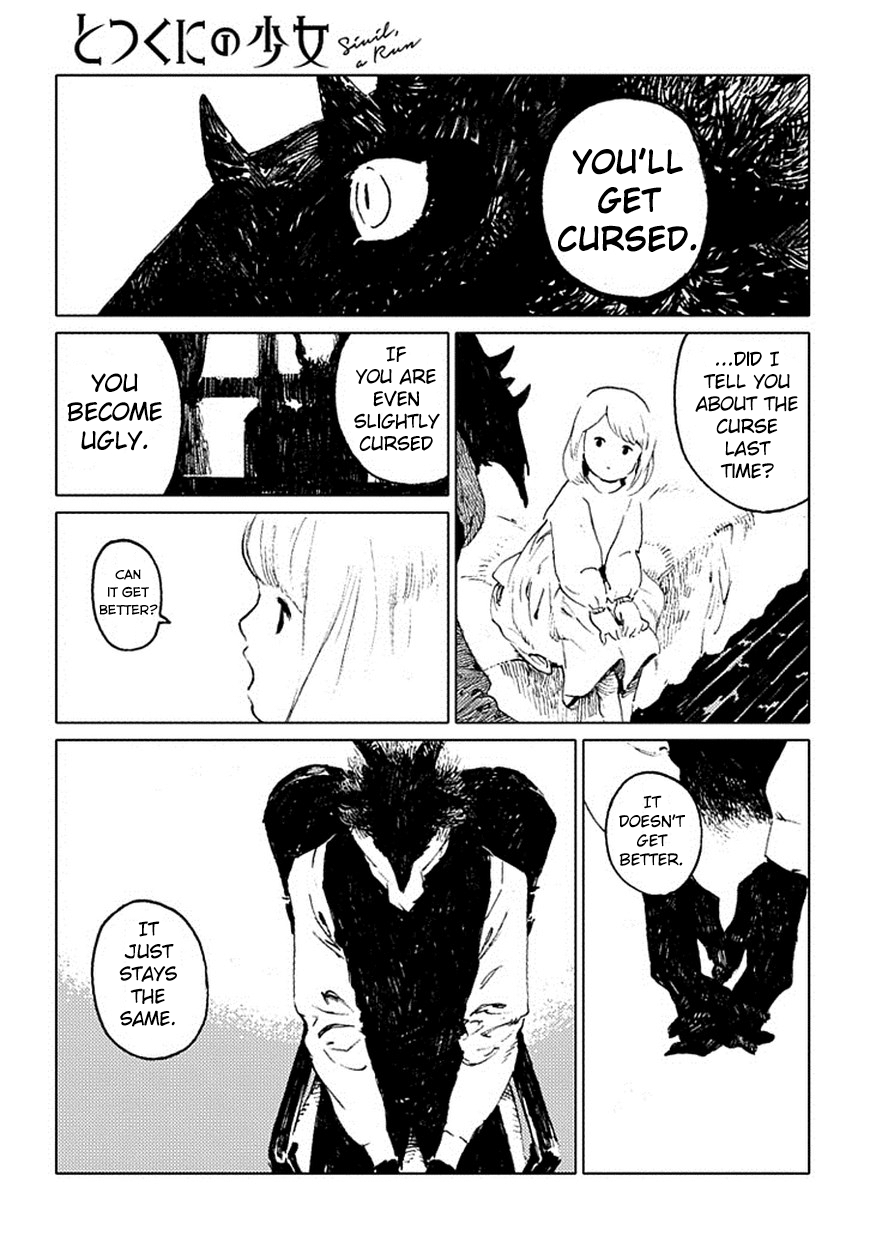 とつくにの少女
Siúil,
a Run
YOU'LL
GET
CURSED.
...DID I
TELL YOU
ABOUT THE
CURSE
LAST
TIME?
IF
YOU ARE
EVEN
SLIGHTLY
CURSED
YOU
BECOME
UGLY.
CAN
IT GET
BETTER?
IT
DOESN'T
GET
BETTER.
IT
JUST
STAYS
THE
SAME.